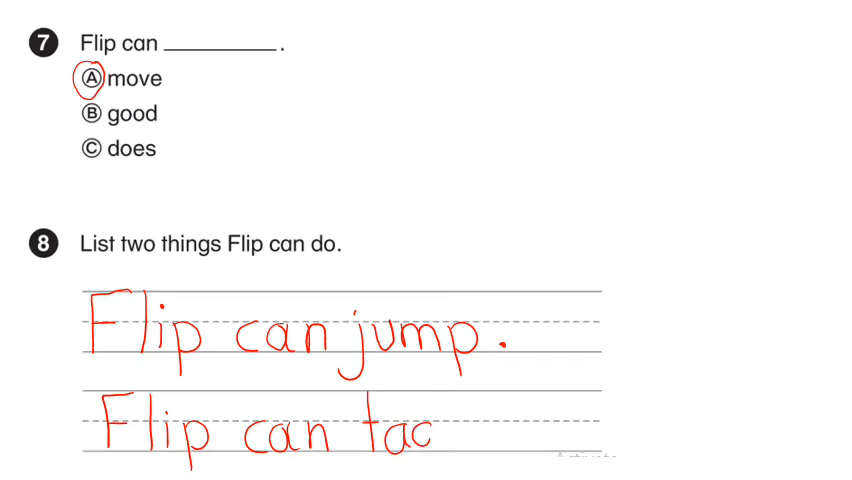 7 Flip can ________ .
Ⓐ move
Ⓑ good
Ⓒ does
8 List two things Flip can do.
Flip can jump.
Flip can tac